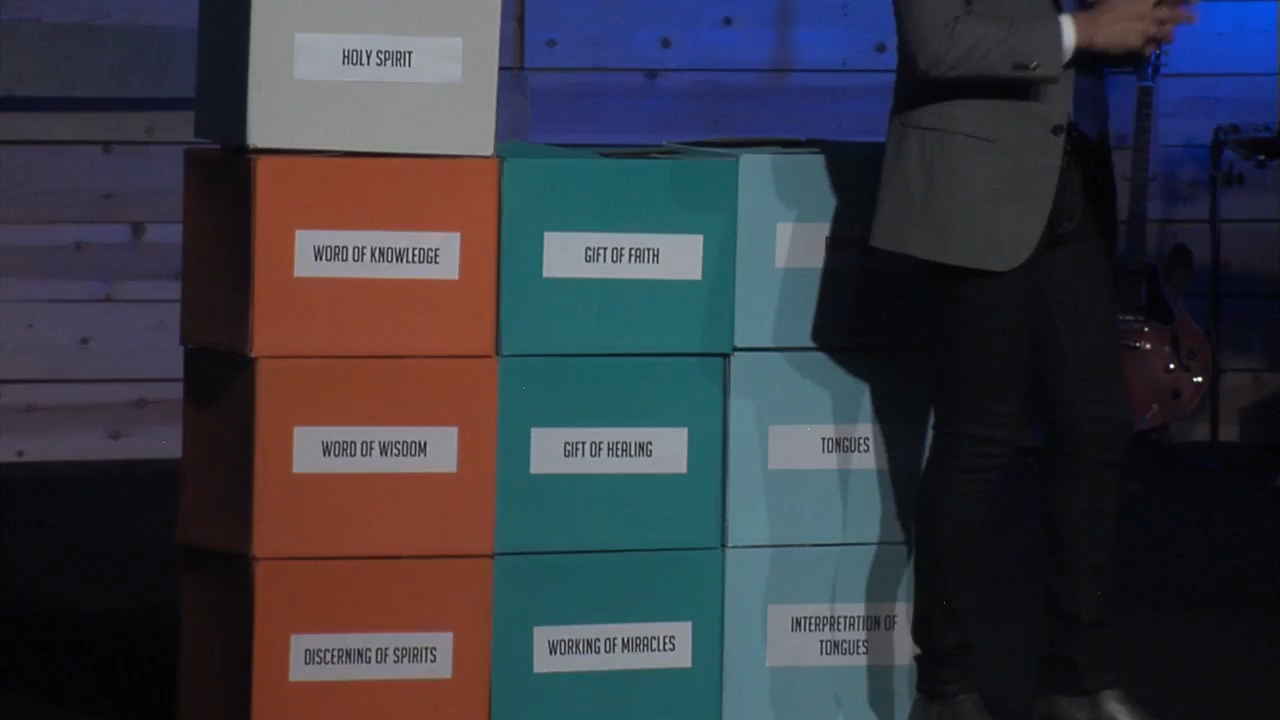 HOLY SPIRIT
WORD OF KNOWLEDGE
GIFT OF FAITH
WORD OF WISDOM
GIFT OF HEALING
TONGUES
DISCERNING OF SPIRITS
WORKING OF MIRACLES
INTERPRETATION OF
TONGUES